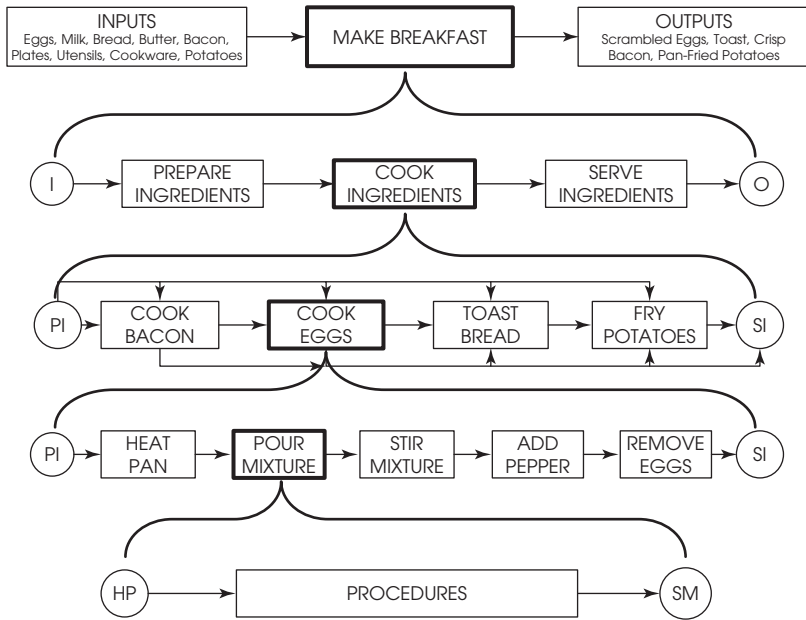 INPUTS
Eggs, Milk, Bread, Butter, Bacon,
Plates, Utensils, Cookware, Potatoes
MAKE BREAKFAST
OUTPUTS
Scrambled Eggs, Toast, Crisp
Bacon, Pan-Fried Potatoes
I
PREPARE
INGREDIENTS
COOK
INGREDIENTS
SERVE
INGREDIENTS
O
PI
COOK
BACON
COOK
EGGS
TOAST
BREAD
FRY
POTATOES
SI
PI
HEAT
PAN
POUR
MIXTURE
STIR
MIXTURE
ADD
PEPPER
REMOVE
EGGS
SI
HP
PROCEDURES
SM